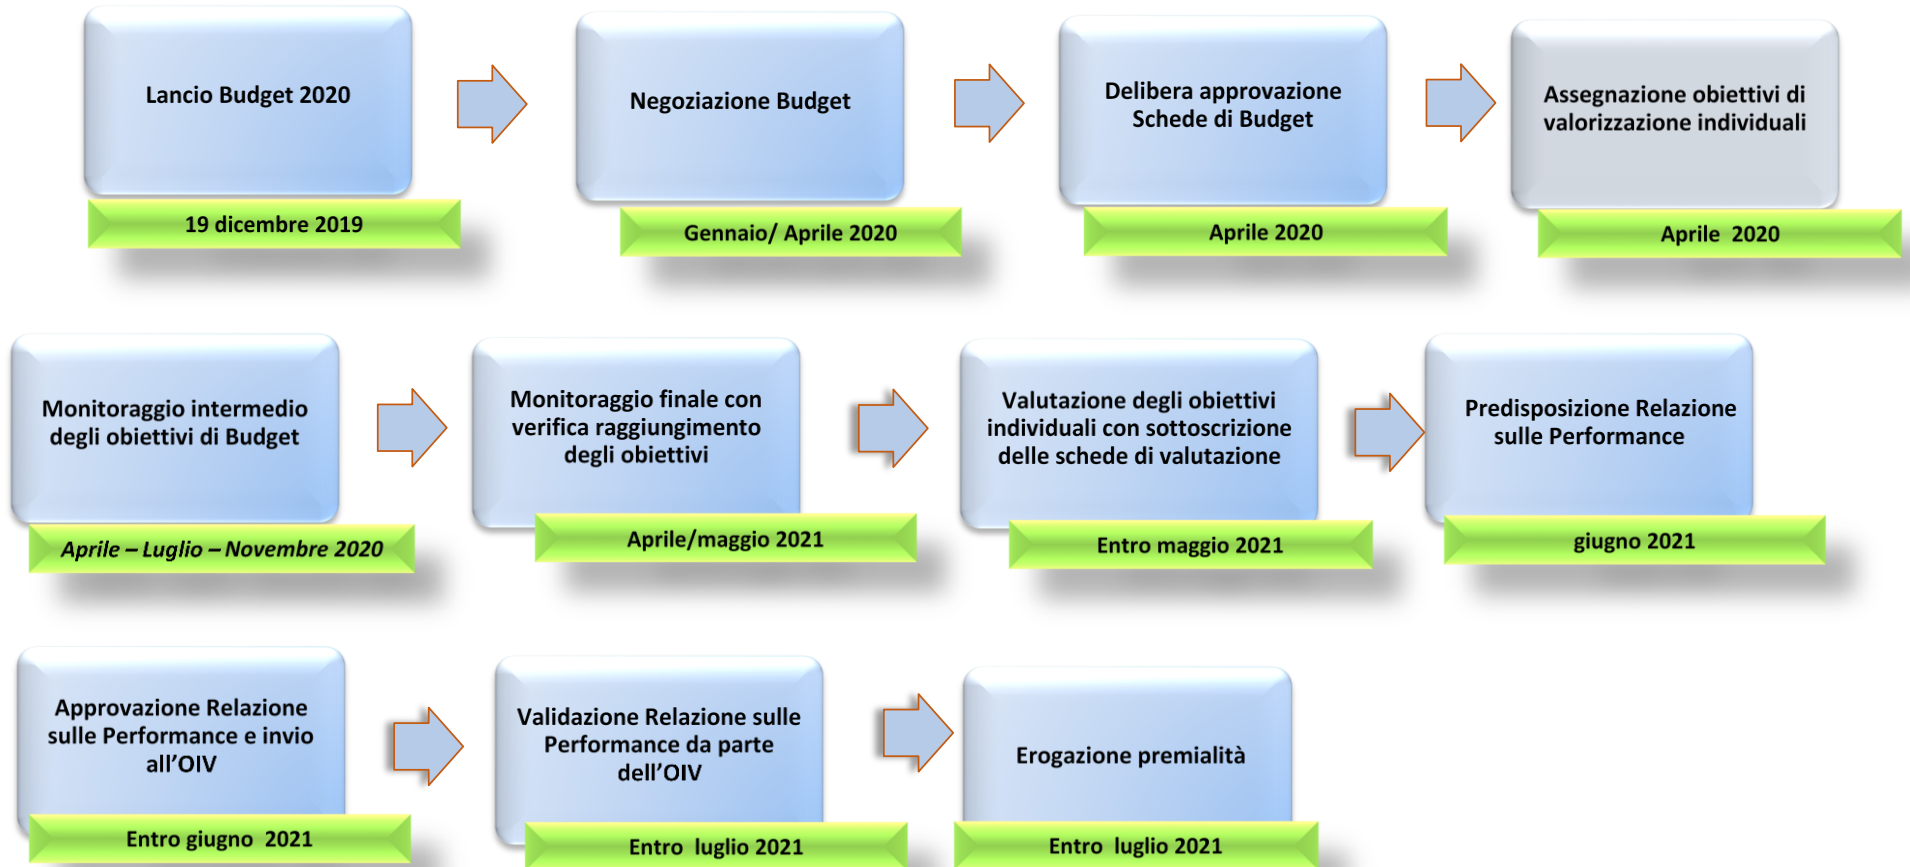 Lancio Budget 2020
19 dicembre 2019
Negoziazione Budget
Gennaio/ Aprile 2020
Delibera approvazione
Schede di Budget
Aprile 2020
Assegnazione obiettivi di
valorizzazione individuali
Aprile 2020
Monitoraggio intermedio
degli obiettivi di Budget
Aprile – Luglio – Novembre 2020
Monitoraggio finale con
verifica raggiungimento
degli obiettivi
Aprile/maggio 2021
Valutazione degli obiettivi
individuali con sottoscrizione
delle schede di valutazione
Entro maggio 2021
Predisposizione Relazione
sulle Performance
giugno 2021
Approvazione Relazione
sulle Performance e invio
all’OIV
Entro giugno 2021
Validazione Relazione sulle
Performance da parte
dell’OIV
Entro luglio 2021
Erogazione premialità
Entro luglio 2021